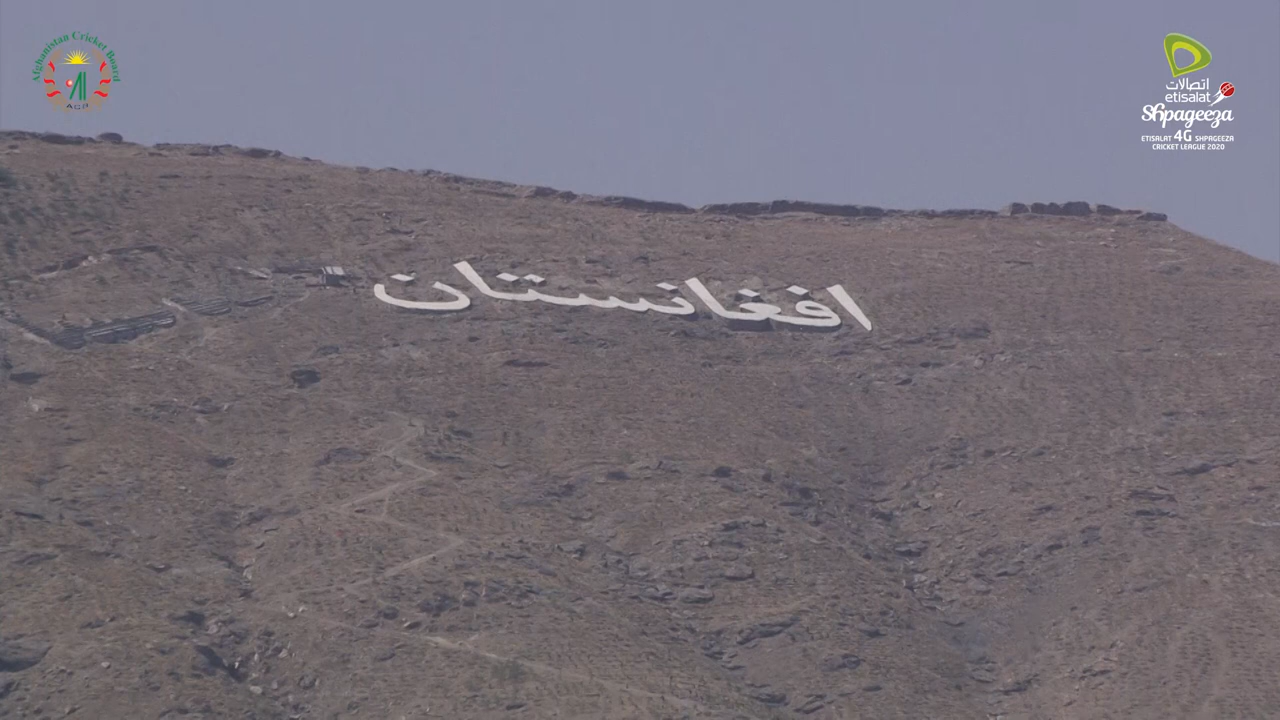 Afghanistan Cricket Board
ACB
اتصالات
etisalat
Shpageeza
ETISALAT 4G SHPAGEEZA
CRICKET LEAGUE 2020
افغانستان